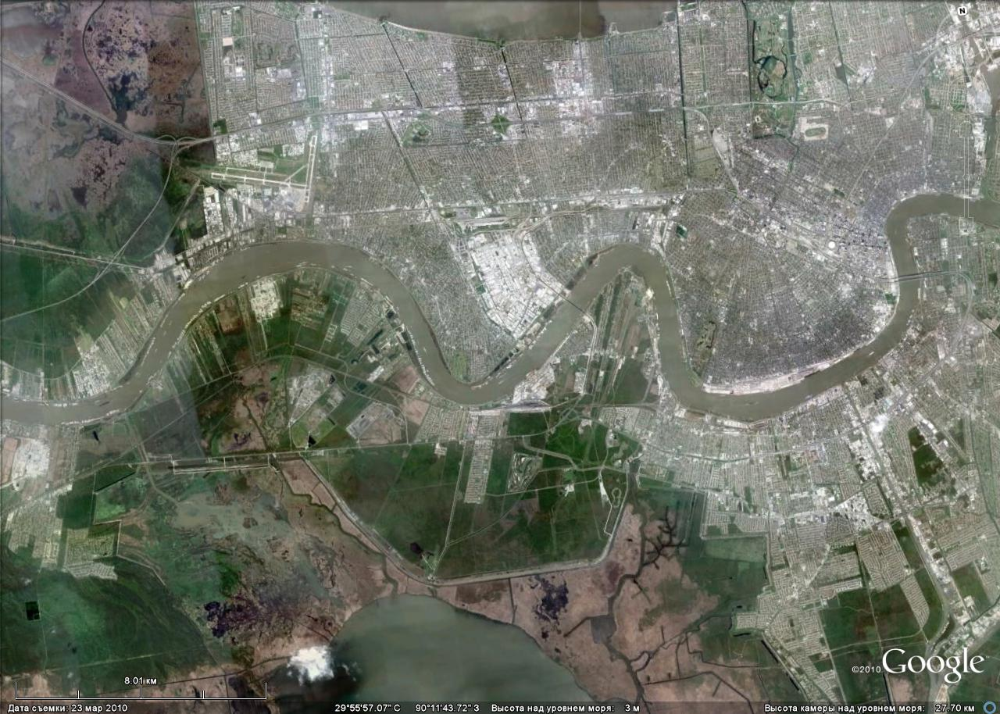 N
8.01 км
©2010 Google™
Дата съемки: 23 мар 2010 29°55'57.07" С 90°11'43.72" З Высота над уровнем моря: 3 м Высота камеры над уровнем моря: 27.70 км